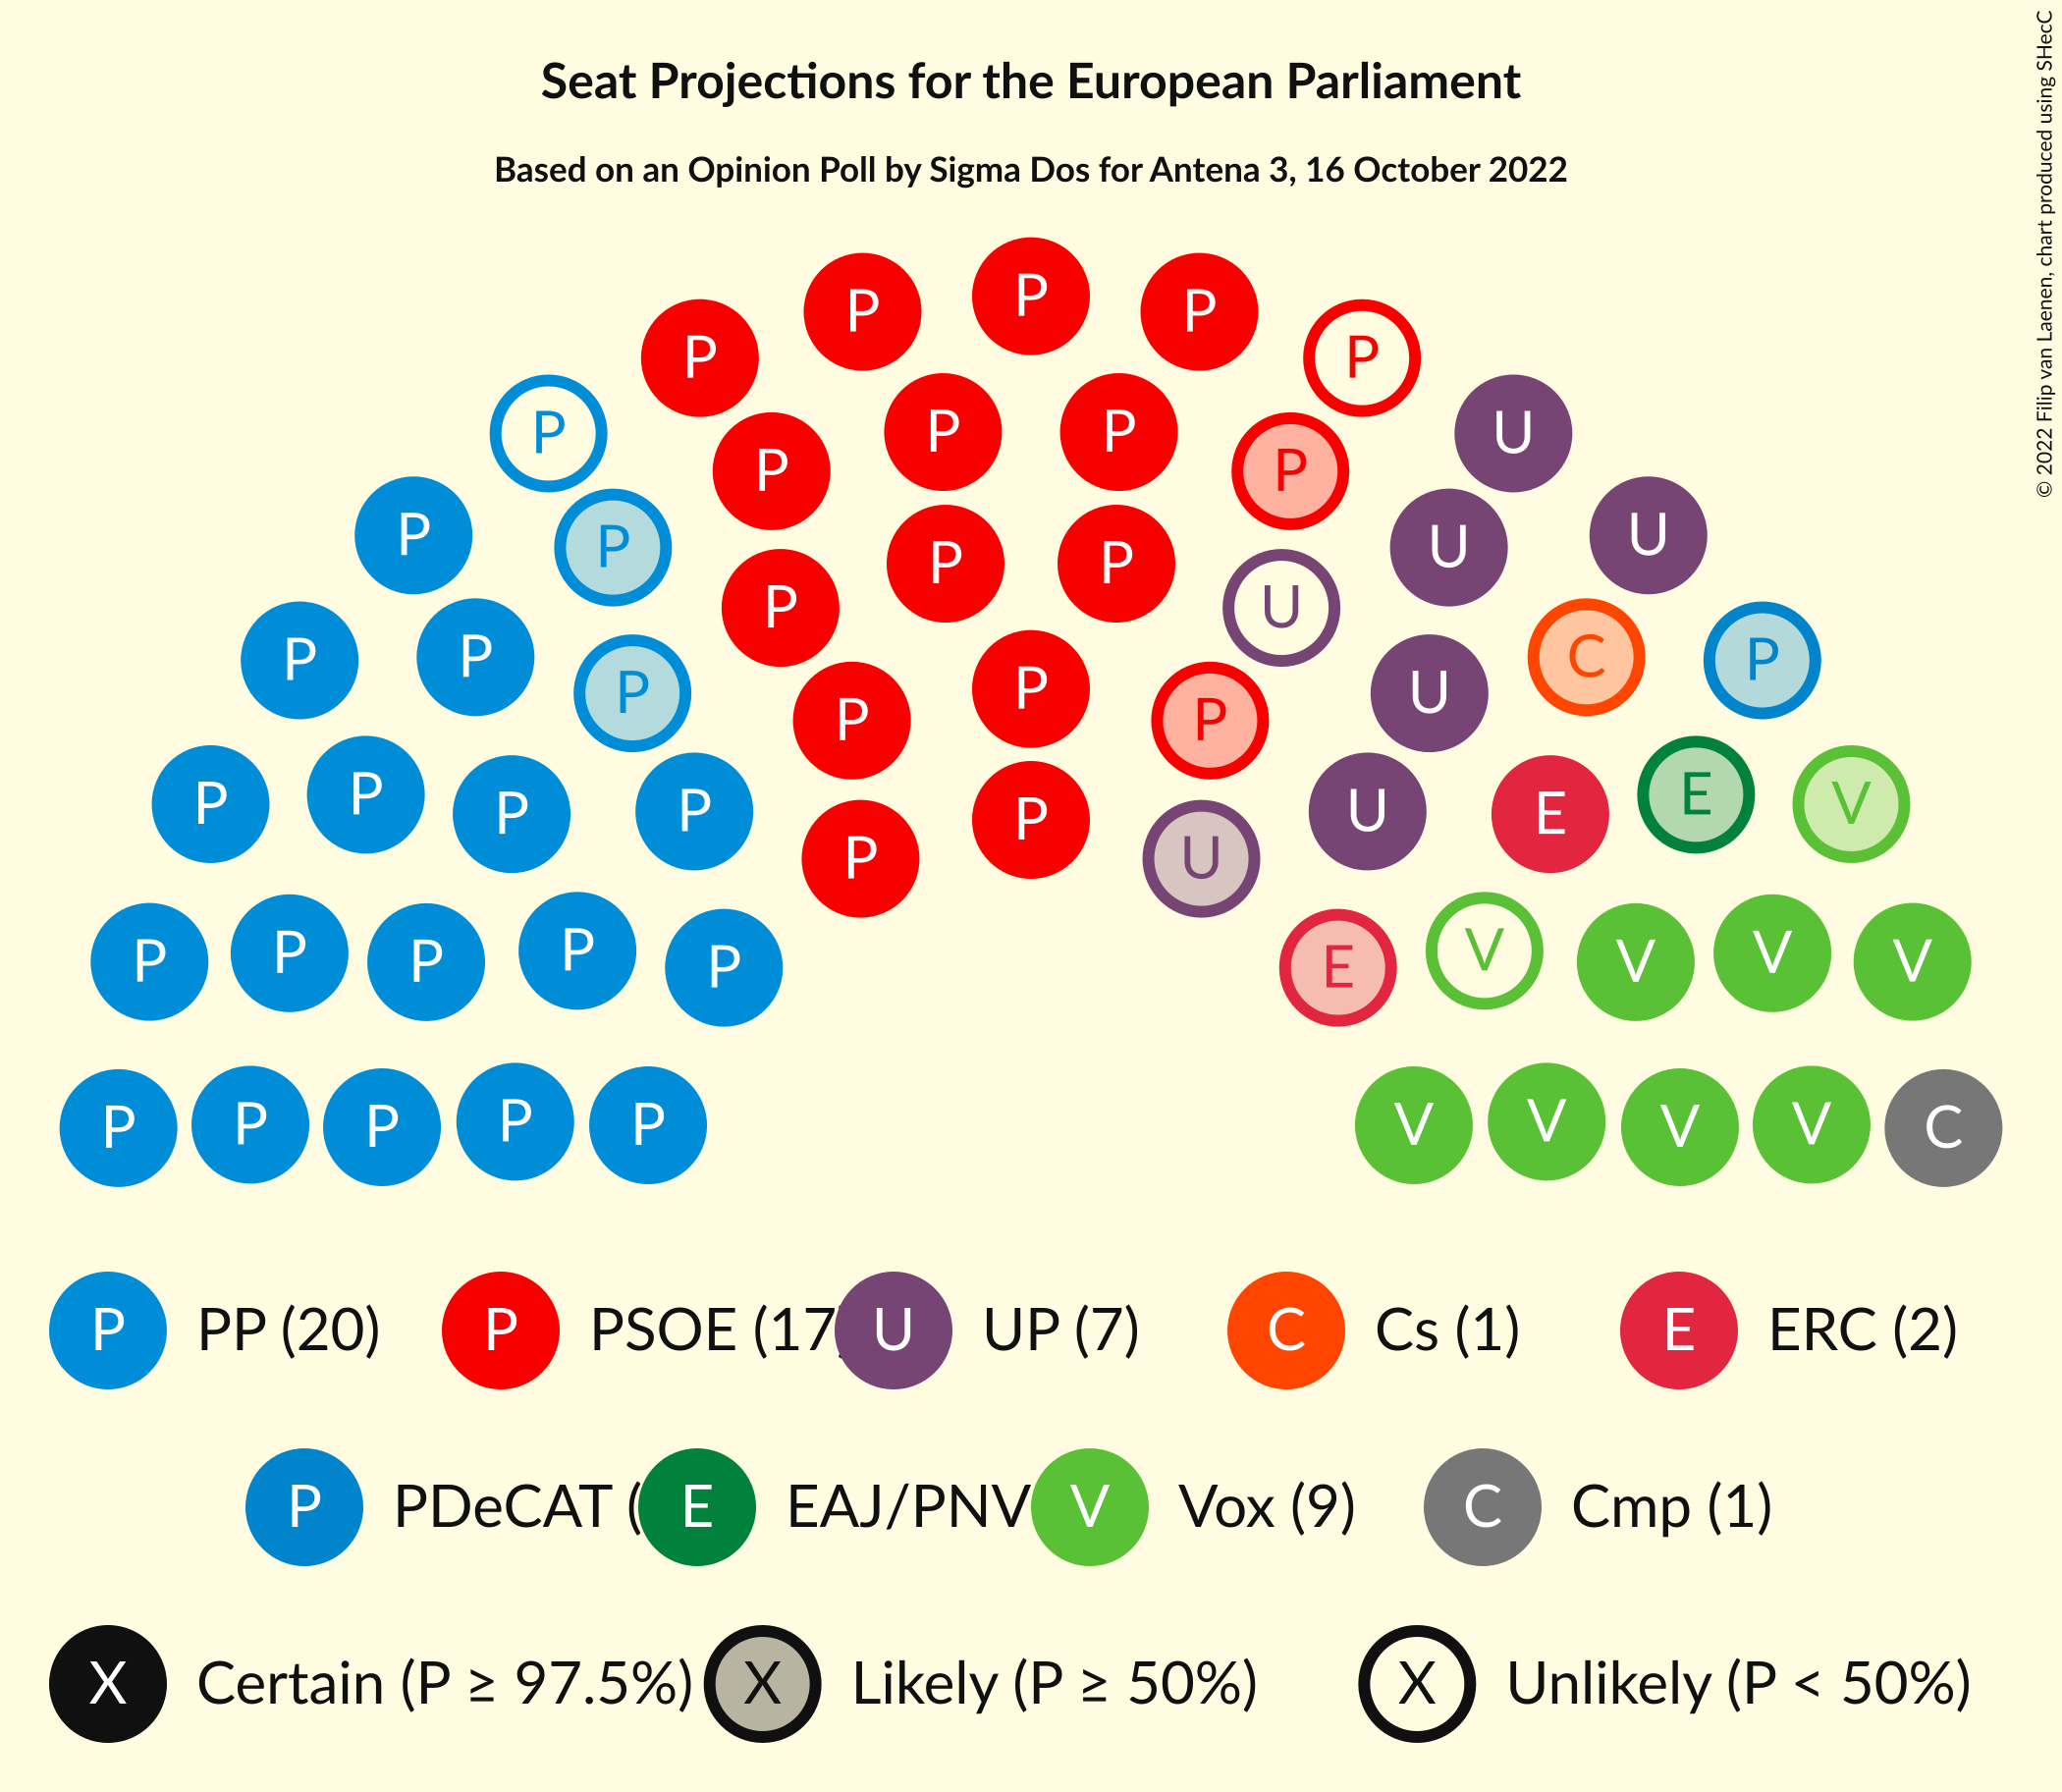 Seat Projections for the European Parliament
Based on an Opinion Poll by Sigma Dos for Antena 3, 16 October 2022
© 2022 Filip van Laenen, chart produced using SHecC
P P P
P P
P P P U
P P
P P U U
P P
P U
P P C P
P P U
P P
P P P P P U E E V
P U
P P P P P E V V V V
P P P P P V V V V C
P PP (20) P PSOE (17 U UP (7) C Cs (1) E ERC (2)
P PDeCAT ( E EAJ/PNV V Vox (9) C Cmp (1)
X Certain (P ≥ 97.5%) X Likely (P ≥ 50%) X Unlikely (P < 50%)